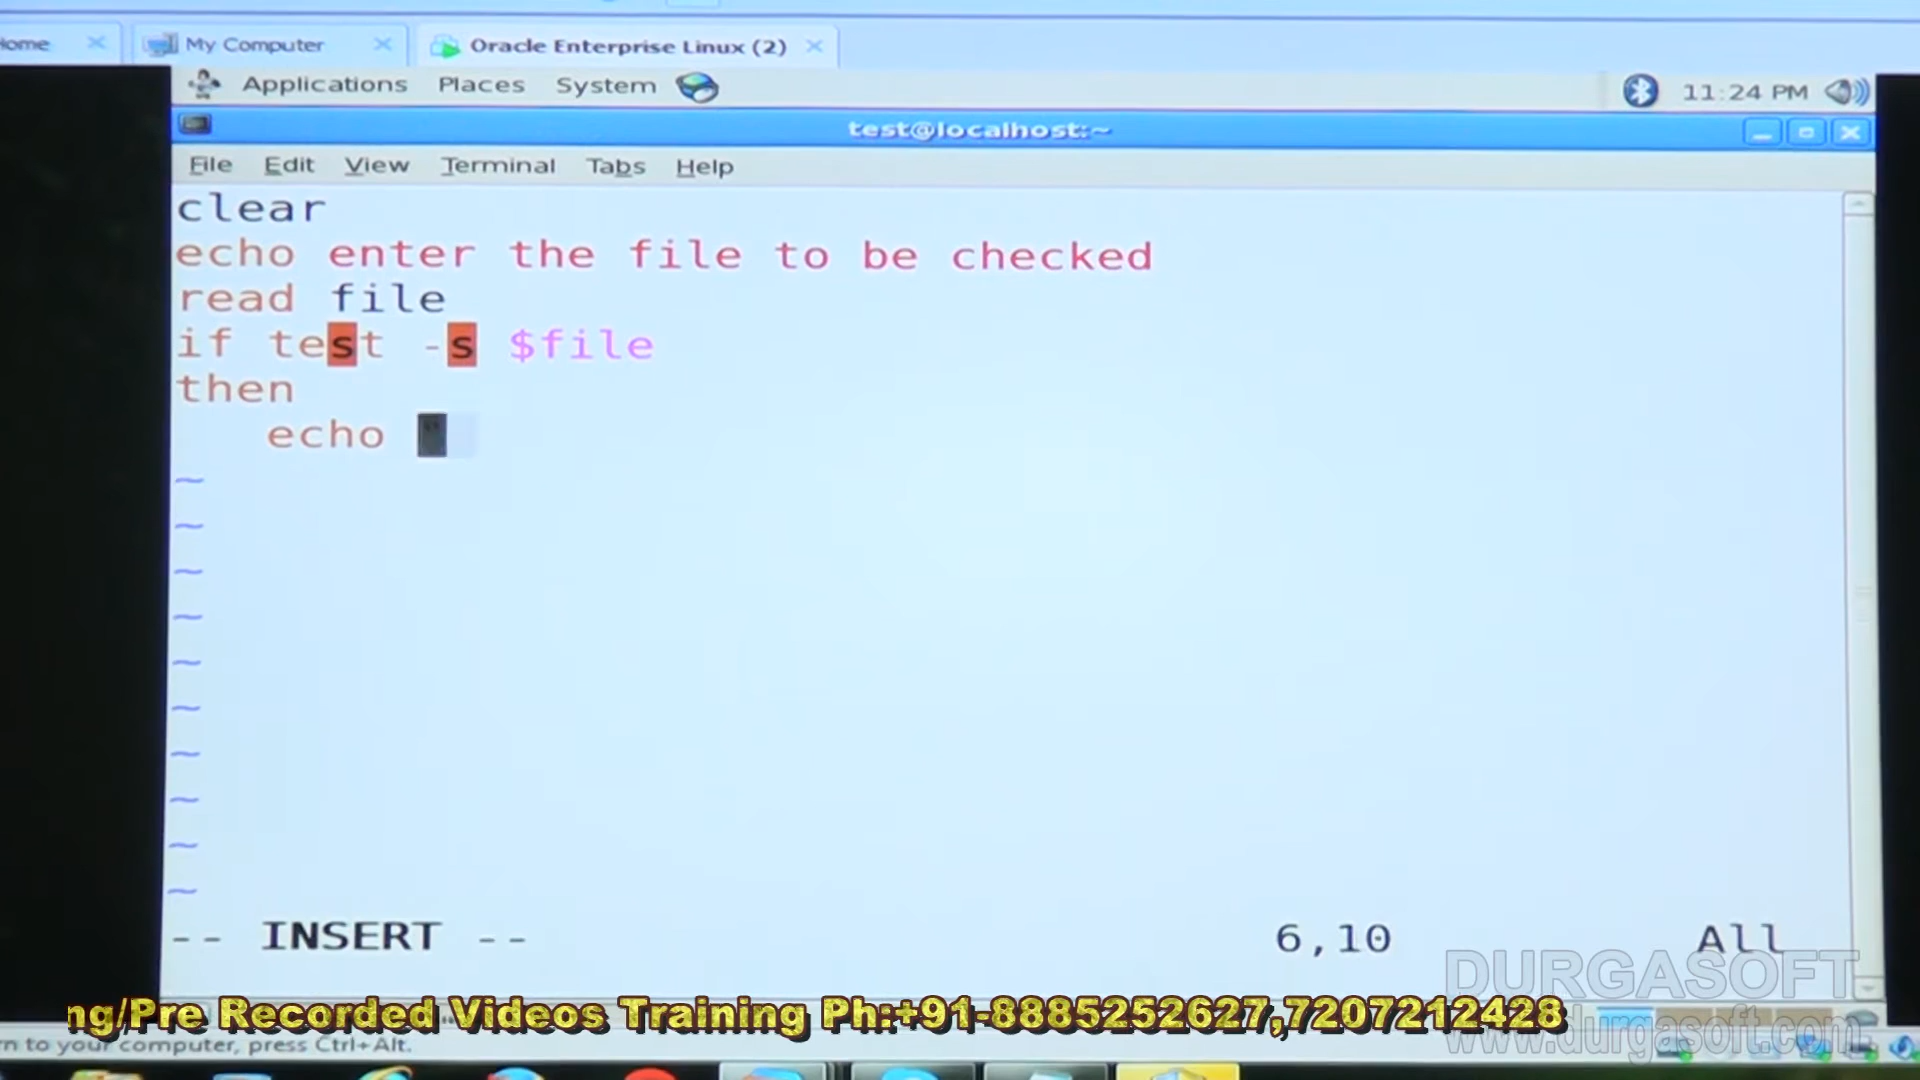 ome
My Computer
Oracle Enterprise Linux (2)
Applications Places System
11:24 PM
test@localhost:~
File Edit View Terminal Tabs Help
clear
echo enter the file to be checked
read file
if test -s $file
then
echo "
~
~
~
~
~
~
~
~
~
~
-- INSERT --
6,10
All
DURGASOFT
ng/Pre Recorded Videos Training Ph:+91-8885252627,7207212428
www.durgasoft.com
n to your computer, press Ctrl+Alt.